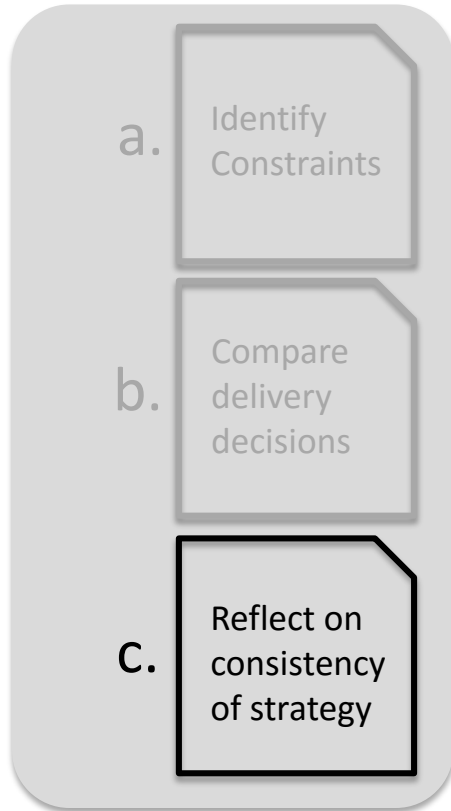 a.
Identify
Constraints
b.
Compare
delivery
decisions
c.
Reflect on
consistency
of strategy